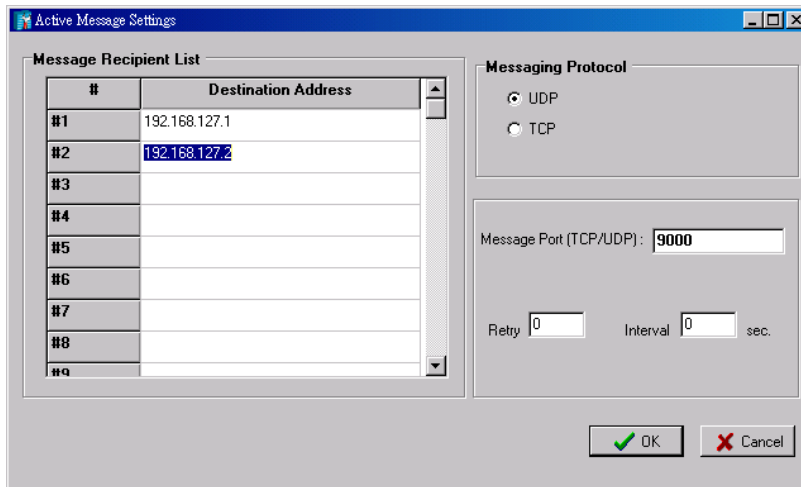 Active Message Settings
Message Recipient List
# Destination Address
#1 192.168.127.1
#2 192.168.127.2
#3
#4
#5
#6
#7
#8
#9
Messaging Protocol
UDP
TCP
Message Port (TCP/UDP) : 9000
Retry 0 Interval 0 sec.
OK Cancel